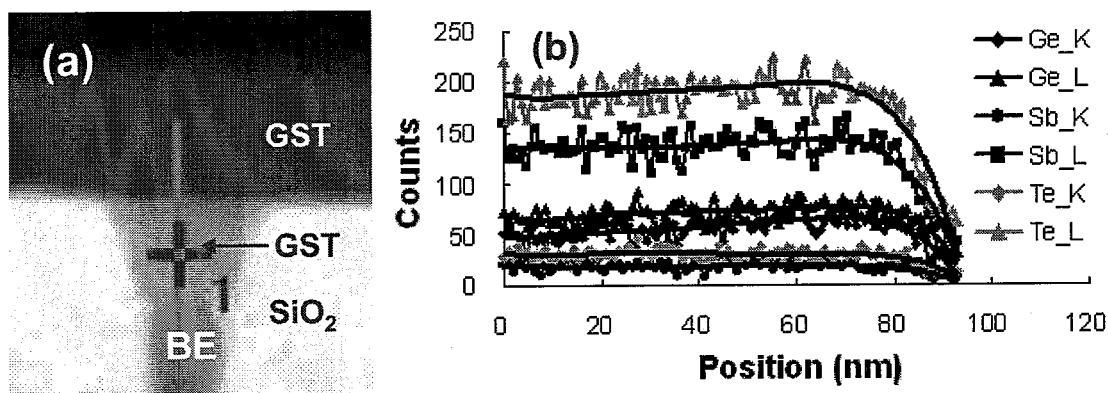 (a)
GST
GST
1
SiO2
BE
(b)
Counts
250
200
150
100
50
0
0
20
40
60
80
100
120
Position (nm)
Ge_K
Ge_L
Sb_K
Sb_L
Te_K
Te_L